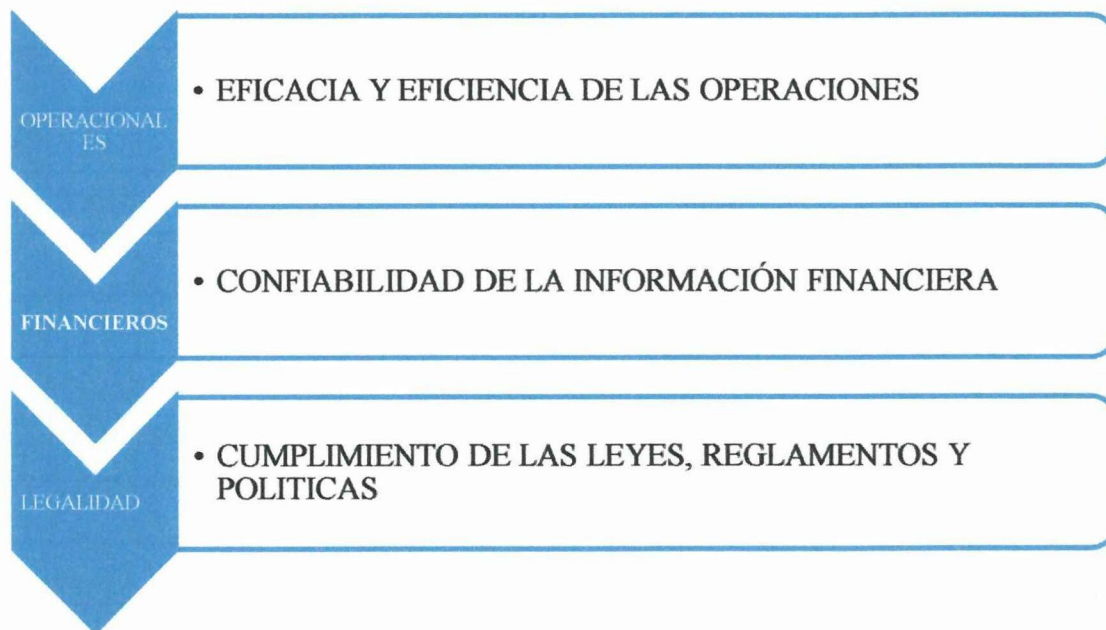 OPERACIONAL
ES
• EFICACIA Y EFICIENCIA DE LAS OPERACIONES
FINANCIEROS
• CONFIABILIDAD DE LA INFORMACIÓN FINANCIERA
LEGALIDAD
• CUMPLIMIENTO DE LAS LEYES, REGLAMENTOS Y
POLITICAS